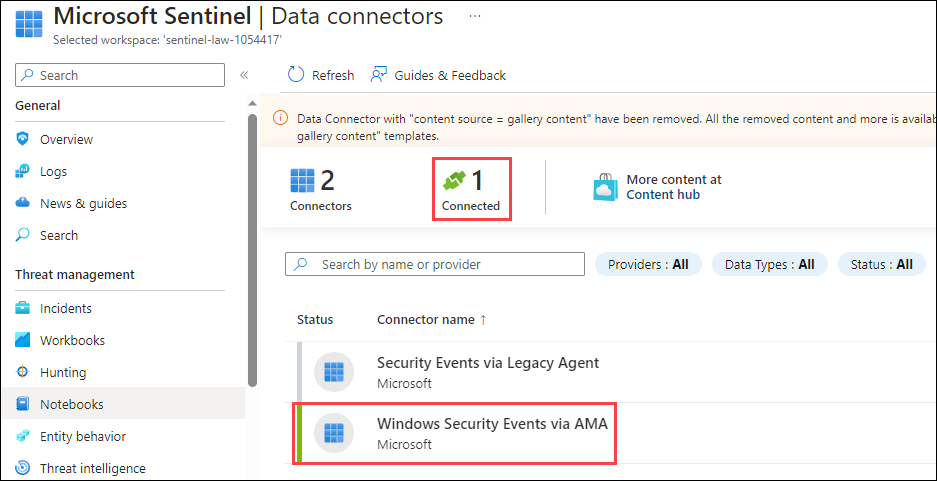 Microsoft Sentinel | Data connectors ...
Selected workspace: 'sentinel-law-1054417'
Search
«
Refresh
Guides & Feedback
General
Overview
Logs
News & guides
Search
Threat management
Incidents
Workbooks
Hunting
Notebooks
Entity behavior
Threat intelligence
Data Connector with "content source = gallery content" have been removed. All the removed content and more is availab
gallery content" templates.
2
Connectors
1
Connected
More content at
Content hub
Search by name or provider
Providers : All
Data Types : All
Status : All
Status
Connector name ↑
Security Events via Legacy Agent
Microsoft
Windows Security Events via AMA
Microsoft